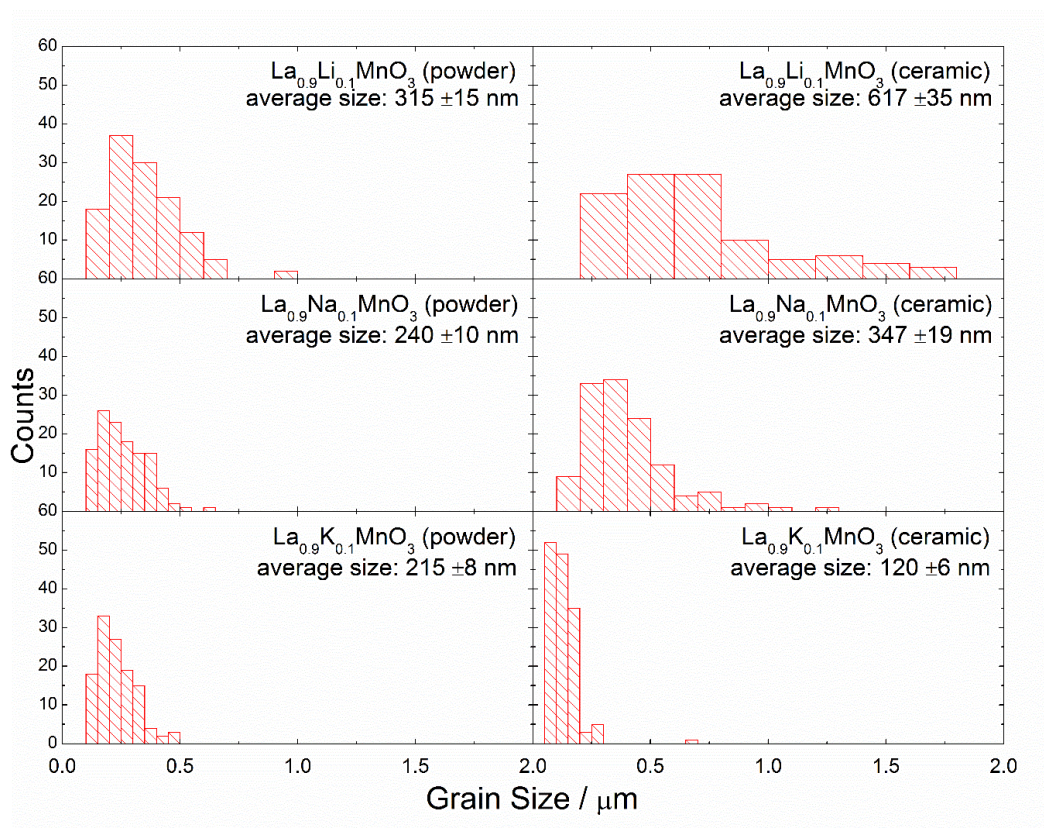 60
50
40
30
20
10
60
50
40
30
20
10
60
50
40
30
20
10
0
La0.9Li0.1MnO3 (powder)
average size: 315 ±15 nm
La0.9Li0.1MnO3 (ceramic)
average size: 617 ±35 nm
La0.9Na0.1MnO3 (powder)
average size: 240 ±10 nm
La0.9Na0.1MnO3 (ceramic)
average size: 347 ±19 nm
La0.9K0.1MnO3 (powder)
average size: 215 ±8 nm
La0.9K0.1MnO3 (ceramic)
average size: 120 ±6 nm
Counts
0.0 0.5 1.0 2.0 0.5 1.0 1.5 2.0
Grain Size / μm